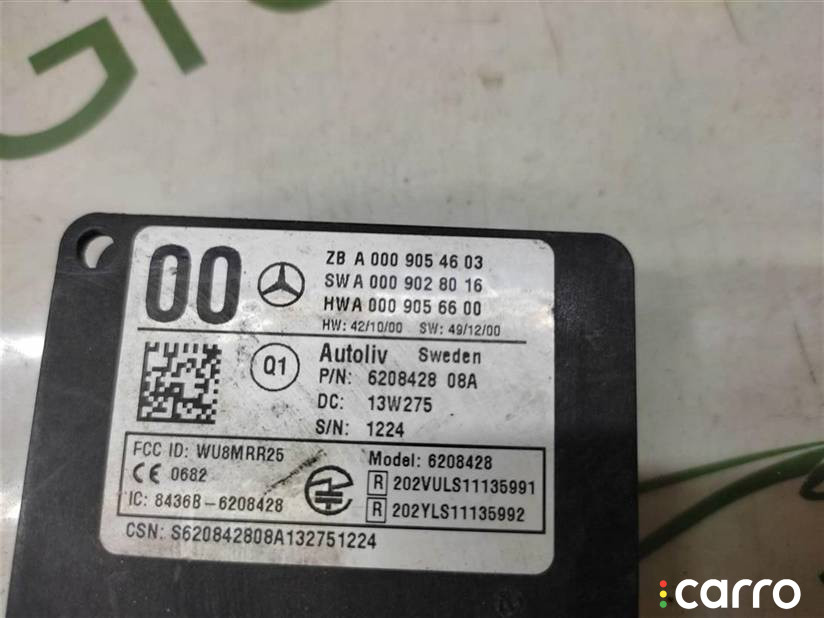 GIG
00
ZB A 000 905 46 03
SW A 000 902 80 16
HW A 000 905 66 00
HW: 42/10/00 SW: 49/12/00
Q1
Autoliv Sweden
P/N: 6208428 08A
DC: 13W275
S/N: 1224
FCC ID: WU8MRR25
CE 0682
IC: 8436B-6208428
Model: 6208428
R 202VULS11135991
R 202YLS11135992
CSN: S620842808A132751224
carro